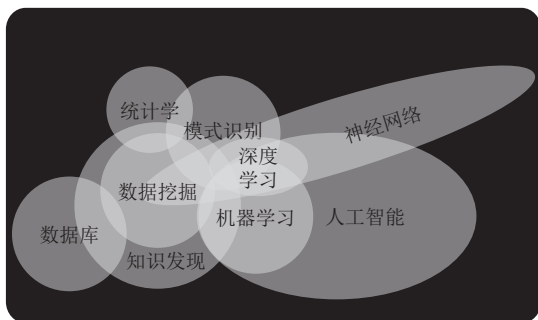 统计学
模式识别
神经网络
深度
学习
数据挖掘
机器学习
人工智能
数据库
知识发现